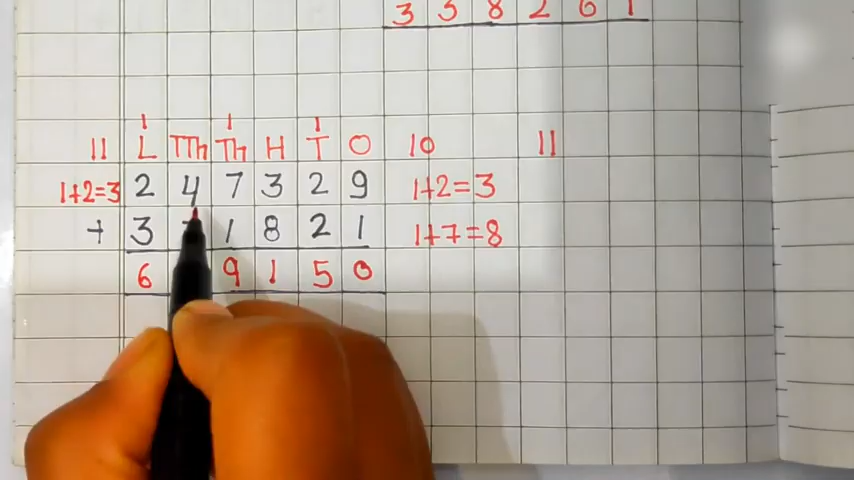 3 3 8 2 6 1
1 1 1
11 L TTh Th H T O 10 11
1+2=3 2 4 7 3 2 9 1+2=3
+ 3 1 8 2 1 1+7=8
6 9 1 5 0